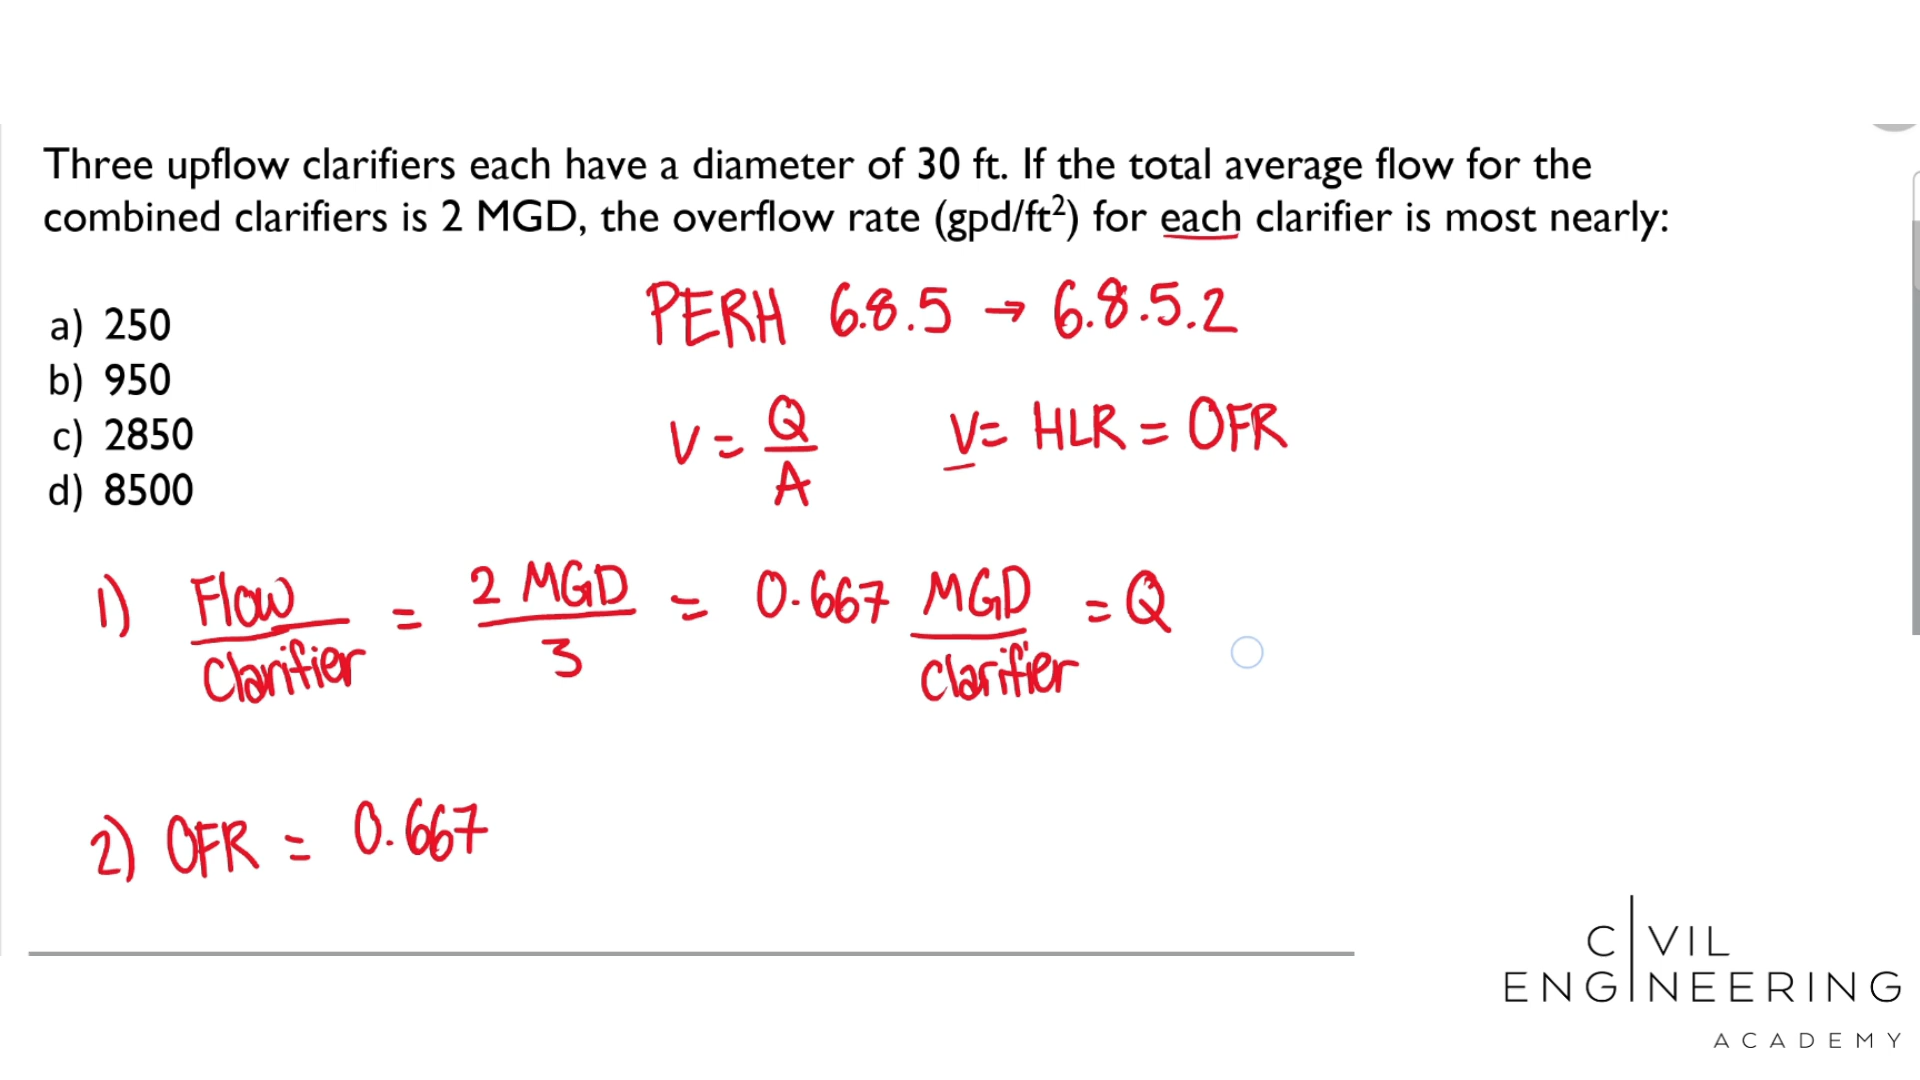 Three upflow clarifiers each have a diameter of 30 ft. If the total average flow for the
combined clarifiers is 2 MGD, the overflow rate (gpd/ft²) for each clarifier is most nearly:
a) 250
b) 950
c) 2850
d) 8500
PERH 6.8.5 → 6.8.5.2
V = Q/A V = HLR = OFR
1) Flow/Clarifier = 2 MGD/3 = 0.667 MGD/Clarifier = Q
2) OFR = 0.667
CIVIL
ENGINEERING
ACADEMY